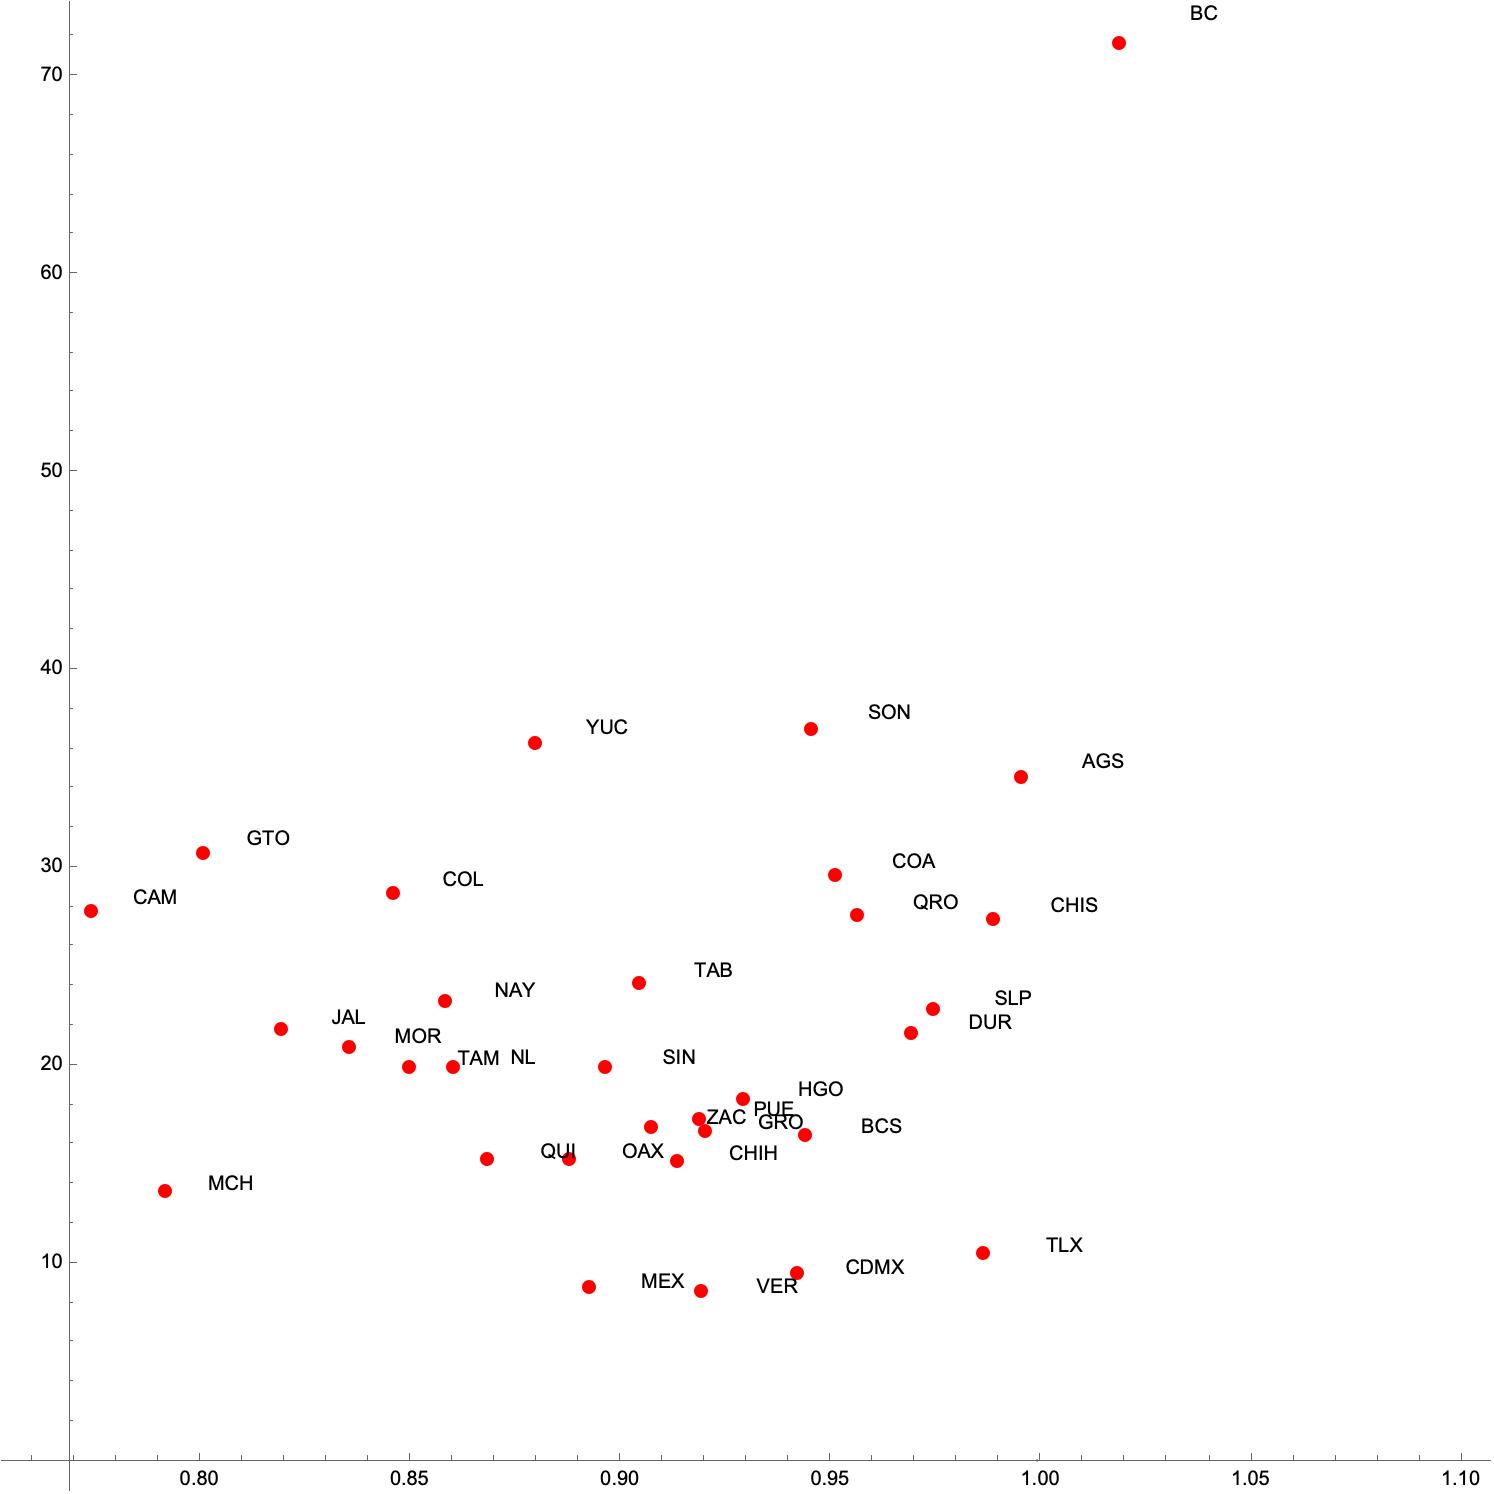 BC
70
60
50
40
SON
YUC
AGS
GTO
30
COA
COL
CAM
QRO
CHIS
TAB
NAY
SLP
JAL
DUR
MOR
20
TAM
NL
SIN
HGO
PUE
ZAC
GRO
BCS
QUI
OAX
CHIH
MCH
10
TLX
CDMX
MEX
VER
0.80 0.85 0.90 0.95 1.00 1.05 1.10